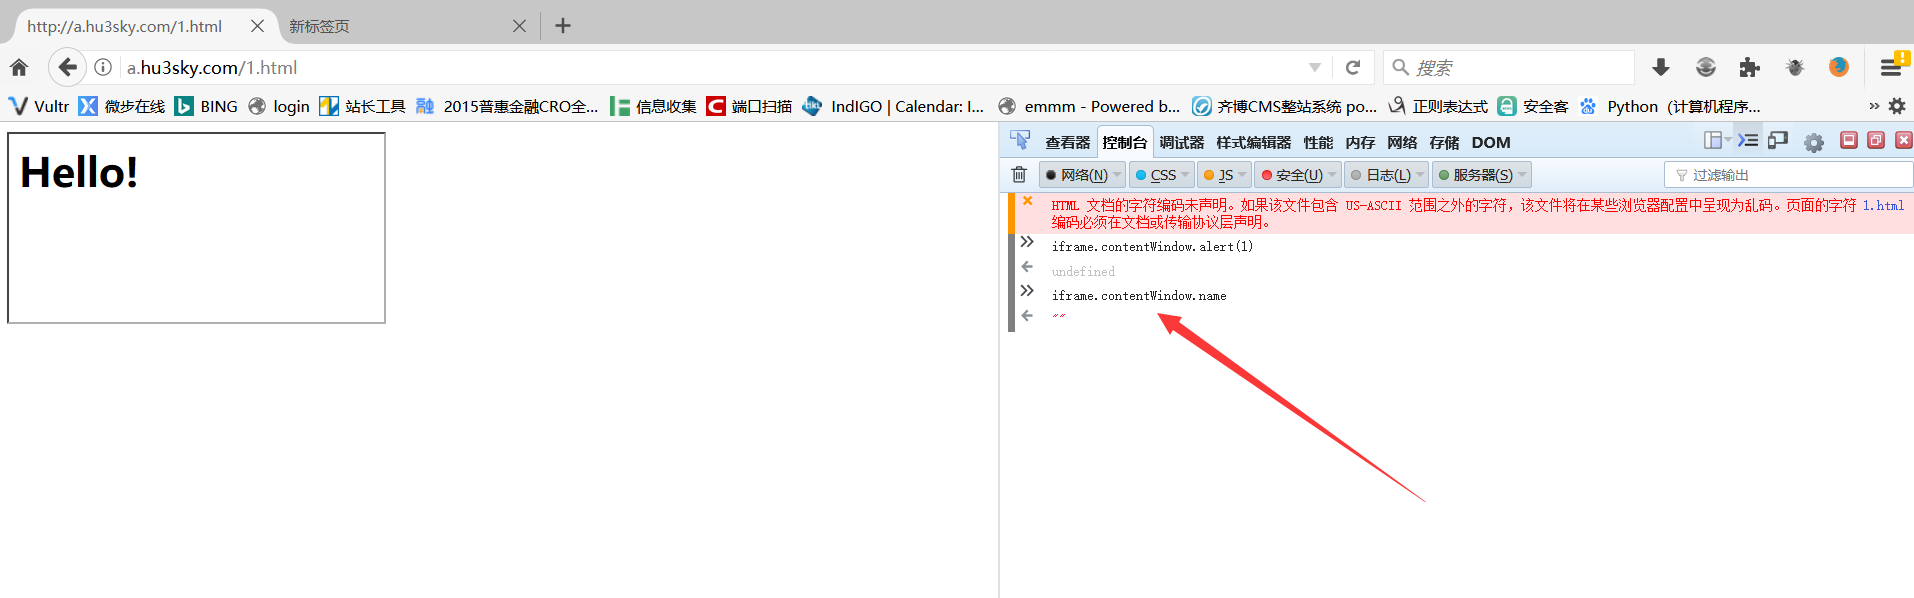 http://a.hu3sky.com/1.html 新标签页
a.hu3sky.com/1.html 搜索
Vultr 微步在线 BING login 站长工具 融 2015普惠金融CRO全... 信息收集 端口扫描 IndIGO | Calendar: I... emmm - Powered b... 齐博CMS整站系统 po... 正则表达式 安全客 Python（计算机程序... »
Hello!
查看器 控制台 调试器 样式编辑器 性能 内存 网络 存储 DOM
网络(N) CSS JS 安全(U) 日志(L) 服务器(S) 过滤输出
HTML 文档的字符编码未声明。如果该文件包含 US-ASCII 范围之外的字符，该文件将在某些浏览器配置中呈现为乱码。页面的字符 1.html
编码必须在文档或传输协议层声明。
iframe.contentWindow.alert(1)
undefined
iframe.contentWindow.name
""